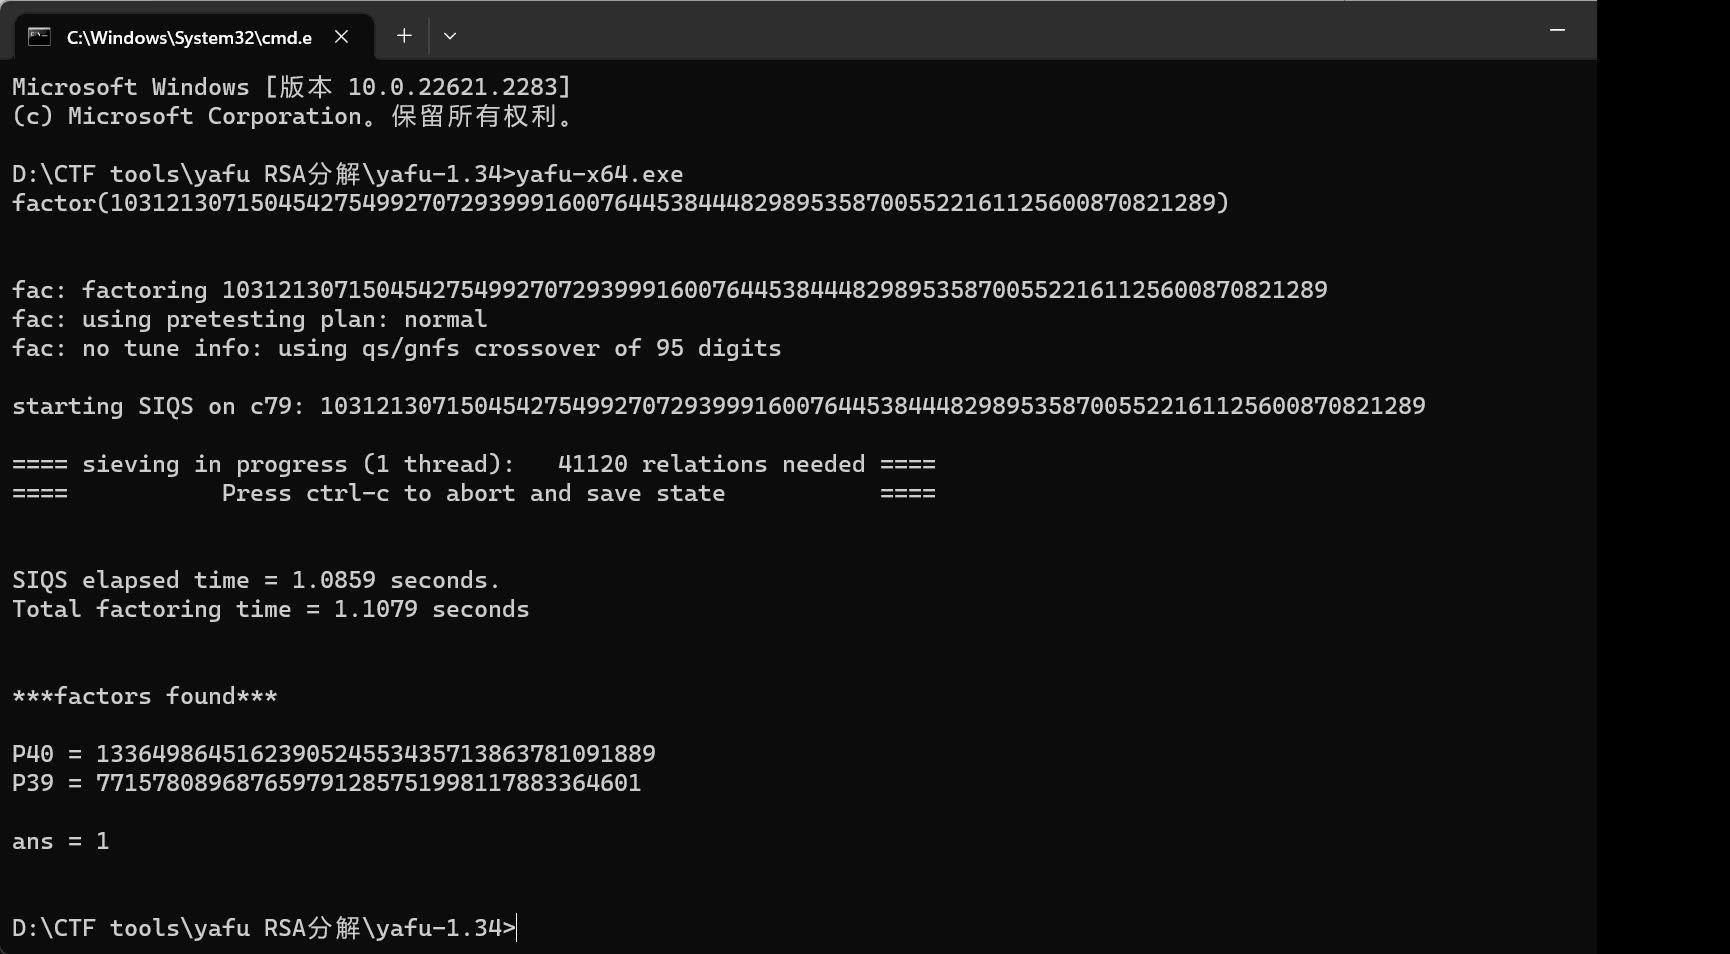 C:\Windows\System32\cmd.e
Microsoft Windows [版本 10.0.22621.2283]
(c) Microsoft Corporation。保留所有权利。
D:\CTF tools\yafu RSA分解\yafu-1.34>yafu-x64.exe
factor(1031213071504542754992707293999160076445384448298953587005522161125600870821289)
fac: factoring 1031213071504542754992707293999160076445384448298953587005522161125600870821289
fac: using pretesting plan: normal
fac: no tune info: using qs/gnfs crossover of 95 digits
starting SIQS on c79: 1031213071504542754992707293999160076445384448298953587005522161125600870821289
==== sieving in progress (1 thread):   41120 relations needed ====
====           Press ctrl-c to abort and save state           ====
SIQS elapsed time = 1.0859 seconds.
Total factoring time = 1.1079 seconds
***factors found***
P40 = 1336498645162390524553435713863781091889
P39 = 771578089687659791285751998117883364601
ans = 1
D:\CTF tools\yafu RSA分解\yafu-1.34>